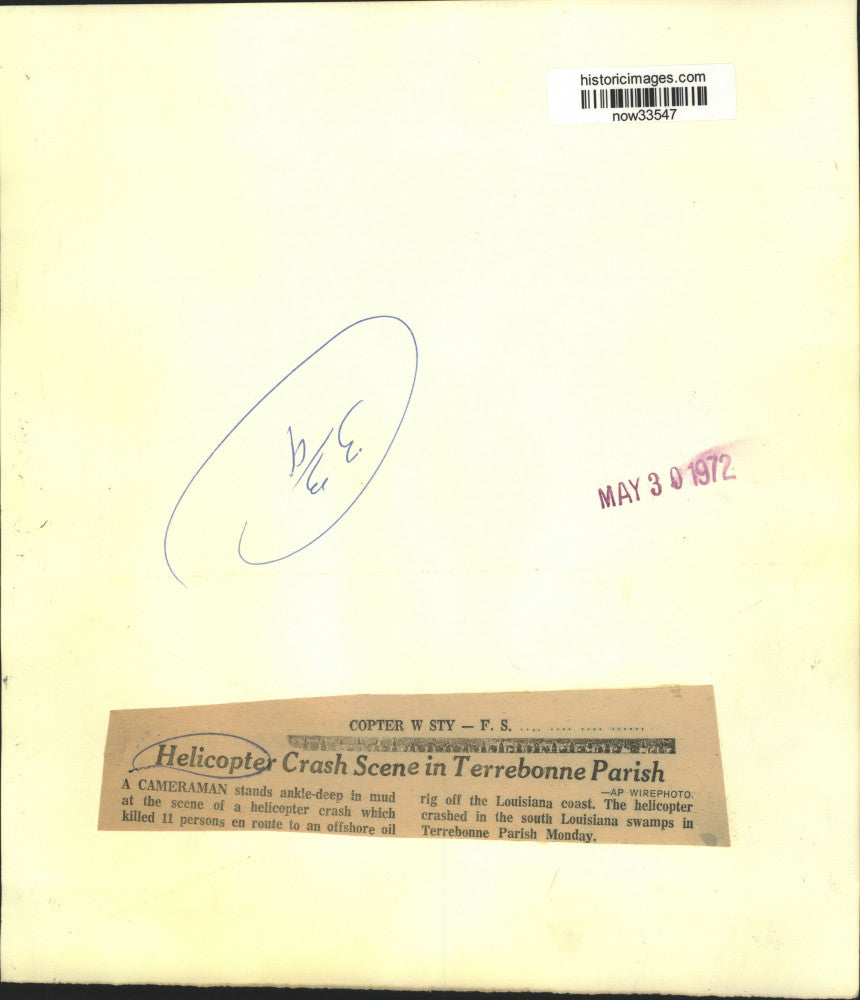 historicimages.com
now33547
MAY 30 1972
COPTER W STY — F. S. .... .... .... ......
Helicopter Crash Scene in Terrebonne Parish
—AP WIREPHOTO.
A CAMERAMAN stands ankle-deep in mud
at the scene of a helicopter crash which
killed 11 persons en route to an offshore oil
rig off the Louisiana coast. The helicopter
crashed in the south Louisiana swamps in
Terrebonne Parish Monday.